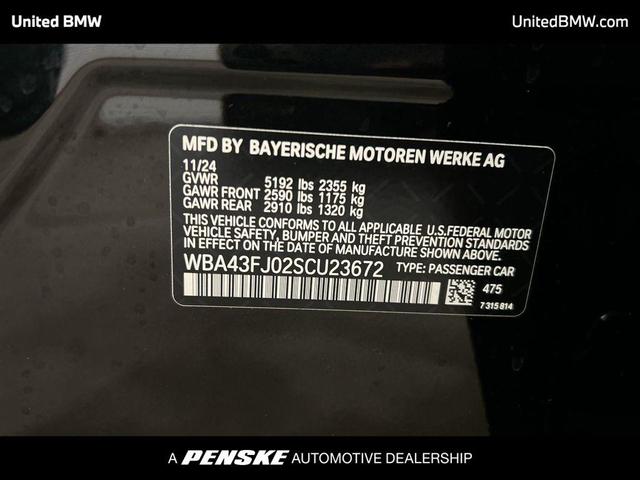 United BMW
UnitedBMW.com
MFD BY BAYERISCHE MOTOREN WERKE AG
11/24
GVWR 5192 lbs 2355 kg
GAWR FRONT 2590 lbs 1175 kg
GAWR REAR 2910 lbs 1320 kg
THIS VEHICLE CONFORMS TO ALL APPLICABLE U.S.FEDERAL MOTOR
VEHICLE SAFETY, BUMPER AND THEFT PREVENTION STANDARDS
IN EFFECT ON THE DATE OF MANUFACTURE SHOWN ABOVE.
WBA43FJ02SCU23672 TYPE: PASSENGER CAR
475
7315814
A PENSKE AUTOMOTIVE DEALERSHIP